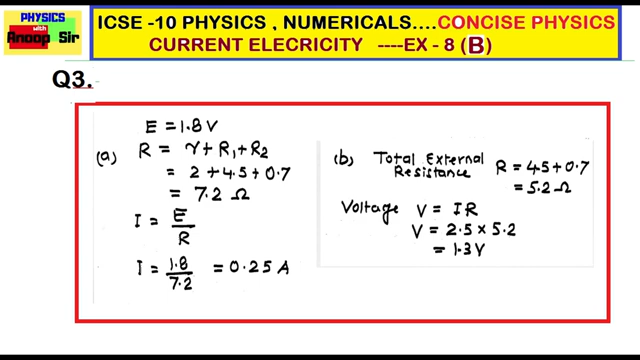 PHYSICS
with
Anoop Sir
ICSE -10 PHYSICS , NUMERICALS....CONCISE PHYSICS
CURRENT ELECRICITY ----EX - 8 (B)
Q3.
E = 1.8 V
(a) R = r + R1 + R2
= 2 + 4.5 + 0.7
= 7.2 Ω
I = E/R
I = 1.8/7.2 = 0.25 A
(b) Total External Resistance R = 4.5 + 0.7
= 5.2 Ω
Voltage V = IR
V = 2.5 × 5.2
= 1.3 V